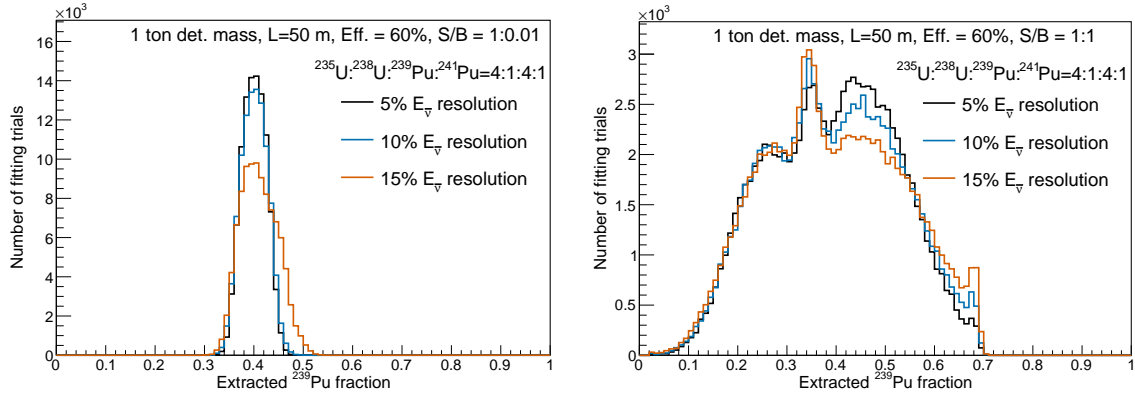 ×10³
1 ton det. mass, L=50 m, Eff. = 60%, S/B = 1:0.01
²³⁵U:²³⁸U:²³⁹Pu:²⁴¹Pu=4:1:4:1
5% E_ν̅ resolution
10% E_ν̅ resolution
15% E_ν̅ resolution
Number of fitting trials
16
14
12
10
8
6
4
2
0
0 0.1 0.2 0.3 0.4 0.5 0.6 0.7 0.8 0.9 1
Extracted ²³⁹Pu fraction
×10³
1 ton det. mass, L=50 m, Eff. = 60%, S/B = 1:1
²³⁵U:²³⁸U:²³⁹Pu:²⁴¹Pu=4:1:4:1
5% E_ν̅ resolution
10% E_ν̅ resolution
15% E_ν̅ resolution
Number of fitting trials
3
2.5
2
1.5
1
0.5
0
0 0.1 0.2 0.3 0.4 0.5 0.6 0.7 0.8 0.9 1
Extracted ²³⁹Pu fraction